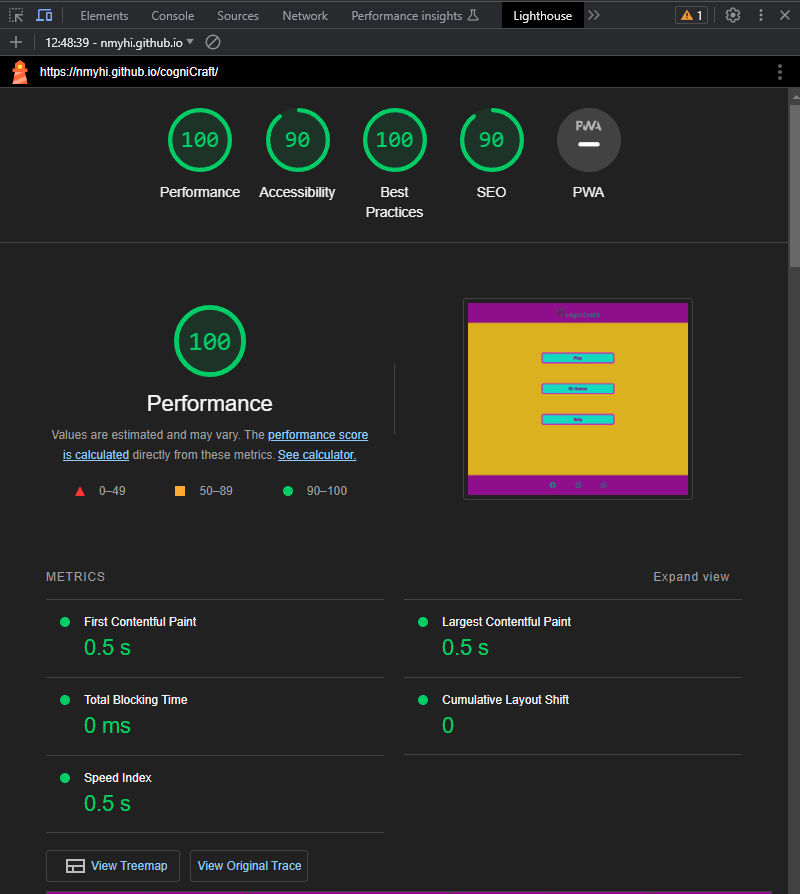 Elements Console Sources Network Performance insights Lighthouse 1
12:48:39 - nmyhi.github.io
https://nmyhi.github.io/cogniCraft/
100 90 100 90 PWA
Performance Accessibility Best Practices SEO PWA
100
Performance
Values are estimated and may vary. The performance score
is calculated directly from these metrics. See calculator.
0–49 50–89 90–100
cogniCraft
Play
Help
METRICS Expand view
First Contentful Paint
0.5 s
Largest Contentful Paint
0.5 s
Total Blocking Time
0 ms
Cumulative Layout Shift
0
Speed Index
0.5 s
View Treemap View Original Trace